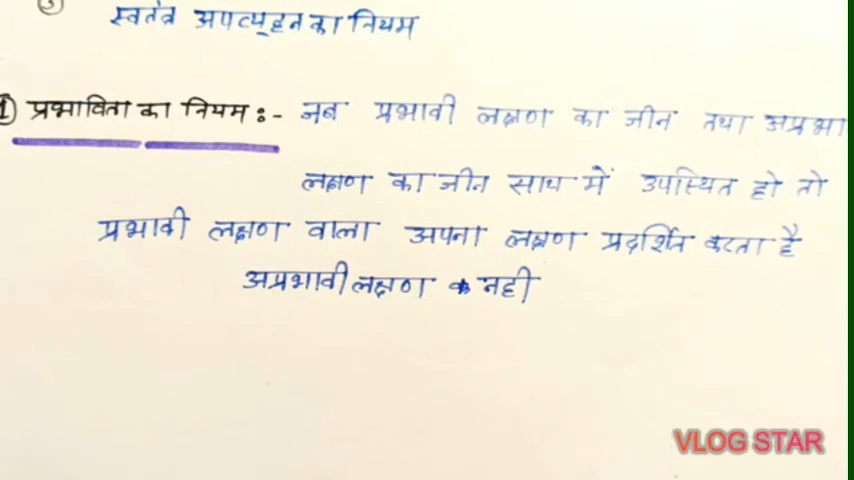 ③
स्वतंत्र अपव्यूहन का नियम
① प्रभाविता का नियम :- जब प्रभावी लक्षण का जीन तथा अप्रभा
लक्षण का जीन साथ में उपस्थित हो तो
प्रभावी लक्षण वाला अपना लक्षण प्रदर्शित करता है
अप्रभावी लक्षण क नही
VLOG STAR